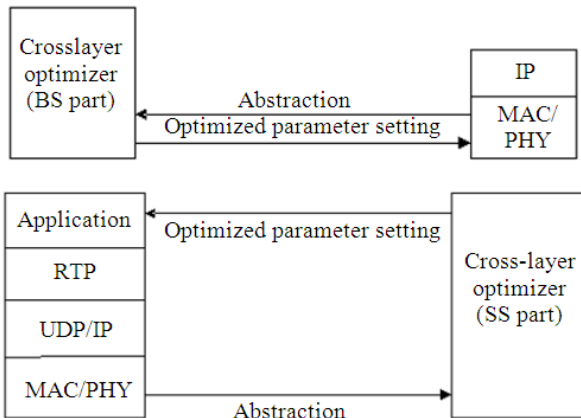 Crosslayer
optimizer
(BS part)
Abstraction
Optimized parameter setting
IP
MAC/
PHY
Application
RTP
UDP/IP
MAC/PHY
Optimized parameter setting
Abstraction
Cross-layer
optimizer
(SS part)